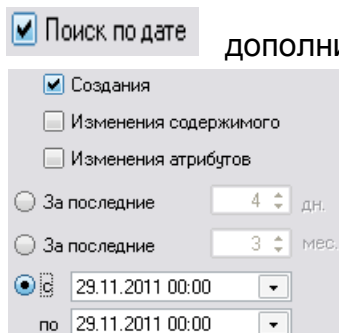 Поиск по дате
дополни
Создания
Изменения содержимого
Изменения атрибутов
За последние 4 дн.
За последние 3 мес.
с 29.11.2011 00:00
по 29.11.2011 00:00